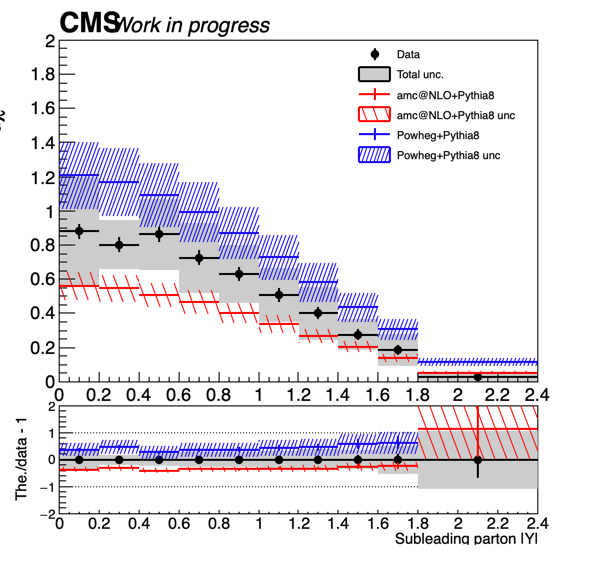 CMS Work in progress
2
1.8
1.6
1.4
1.2
1
0.8
0.6
0.4
0.2
0
Data
Total unc.
amc@NLO+Pythia8
amc@NLO+Pythia8 unc
Powheg+Pythia8
Powheg+Pythia8 unc
0 0.2 0.4 0.6 0.8 1 1.2 1.4 1.6 1.8 2 2.2 2.4
The./data - 1
2
1
0
−1
−2
0 0.2 0.4 0.6 0.8 1 1.2 1.4 1.6 1.8 2 2.2 2.4
Subleading parton |Y|